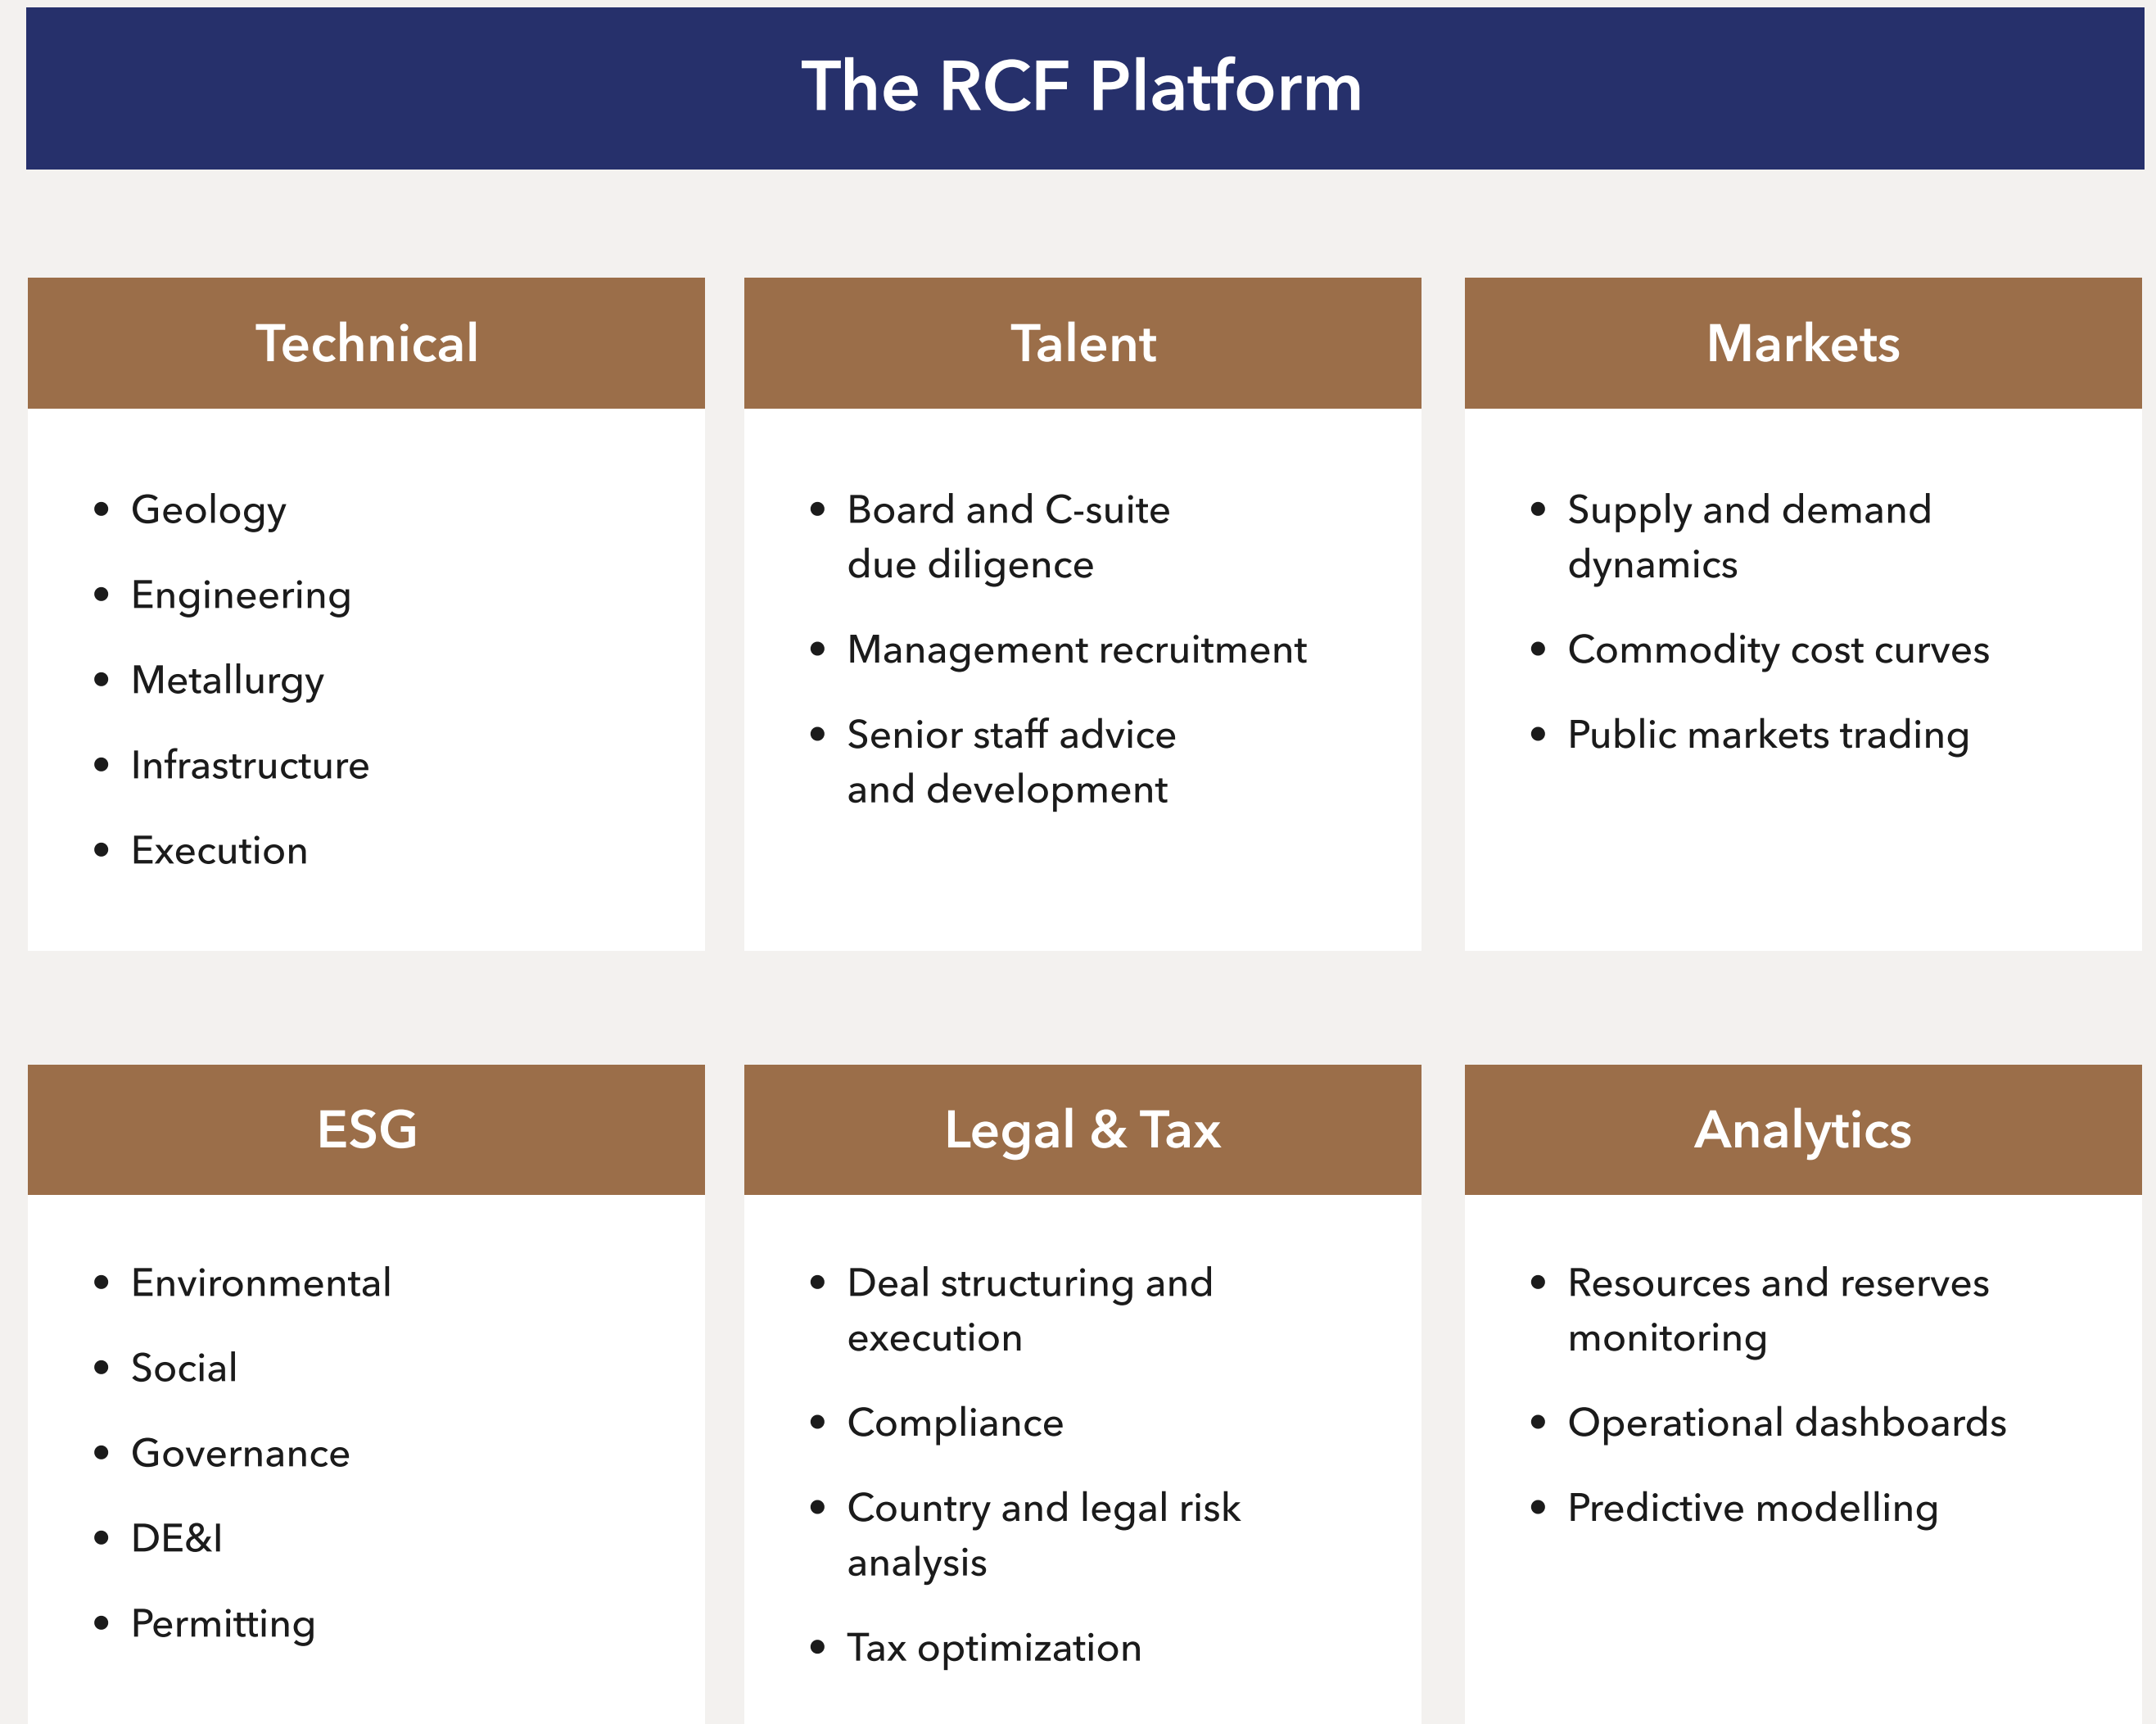 The RCF Platform
Technical
• Geology
• Engineering
• Metallurgy
• Infrastructure
• Execution
Talent
• Board and C-suite
due diligence
• Management recruitment
• Senior staff advice
and development
Markets
• Supply and demand
dynamics
• Commodity cost curves
• Public markets trading
ESG
• Environmental
• Social
• Governance
• DE&I
• Permitting
Legal & Tax
• Deal structuring and
execution
• Compliance
• Country and legal risk
analysis
• Tax optimization
Analytics
• Resources and reserves
monitoring
• Operational dashboards
• Predictive modelling